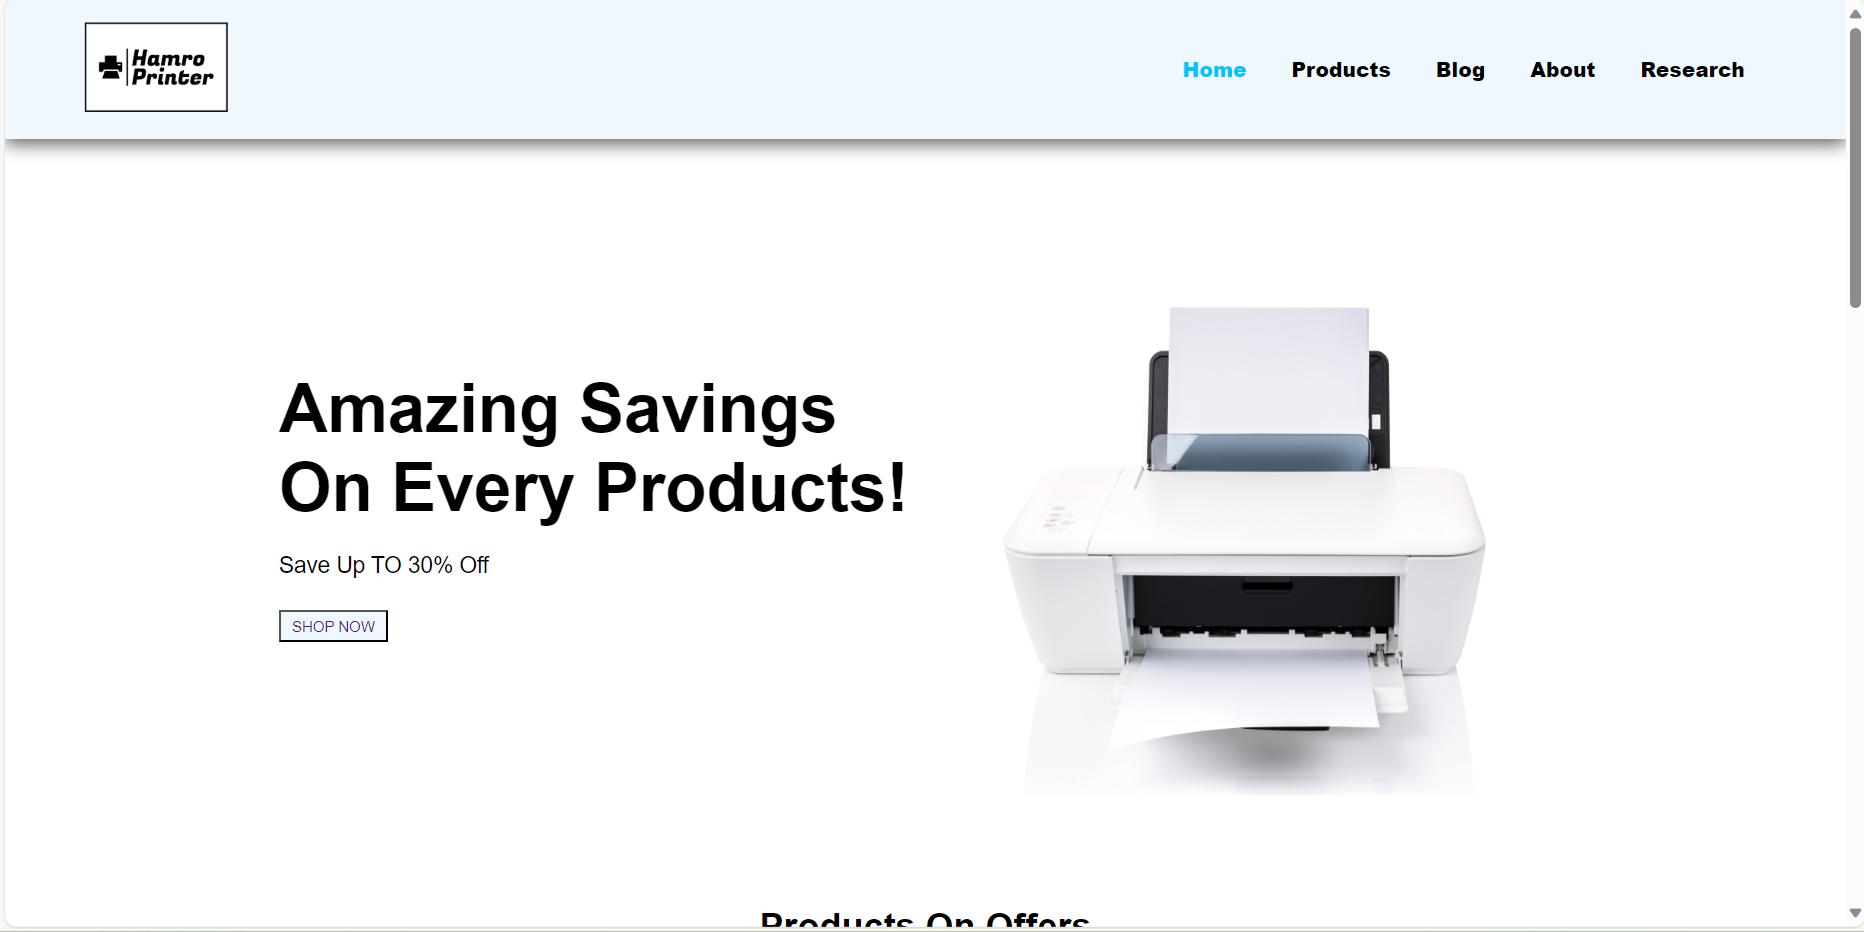 Hamro
Printer
Home
Products
Blog
About
Research
Amazing Savings
On Every Products!
Save Up TO 30% Off
SHOP NOW
Products On Offers